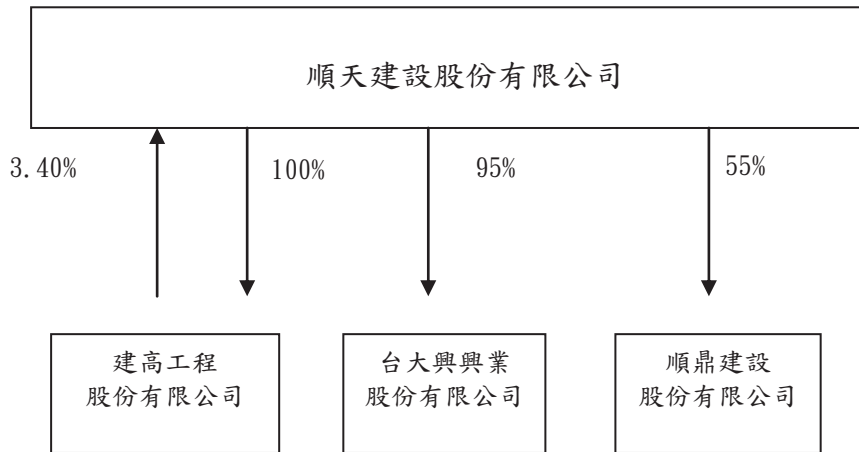 順天建設股份有限公司
3.40%
100%
95%
55%
建高工程
股份有限公司
台大興興業
股份有限公司
順鼎建設
股份有限公司